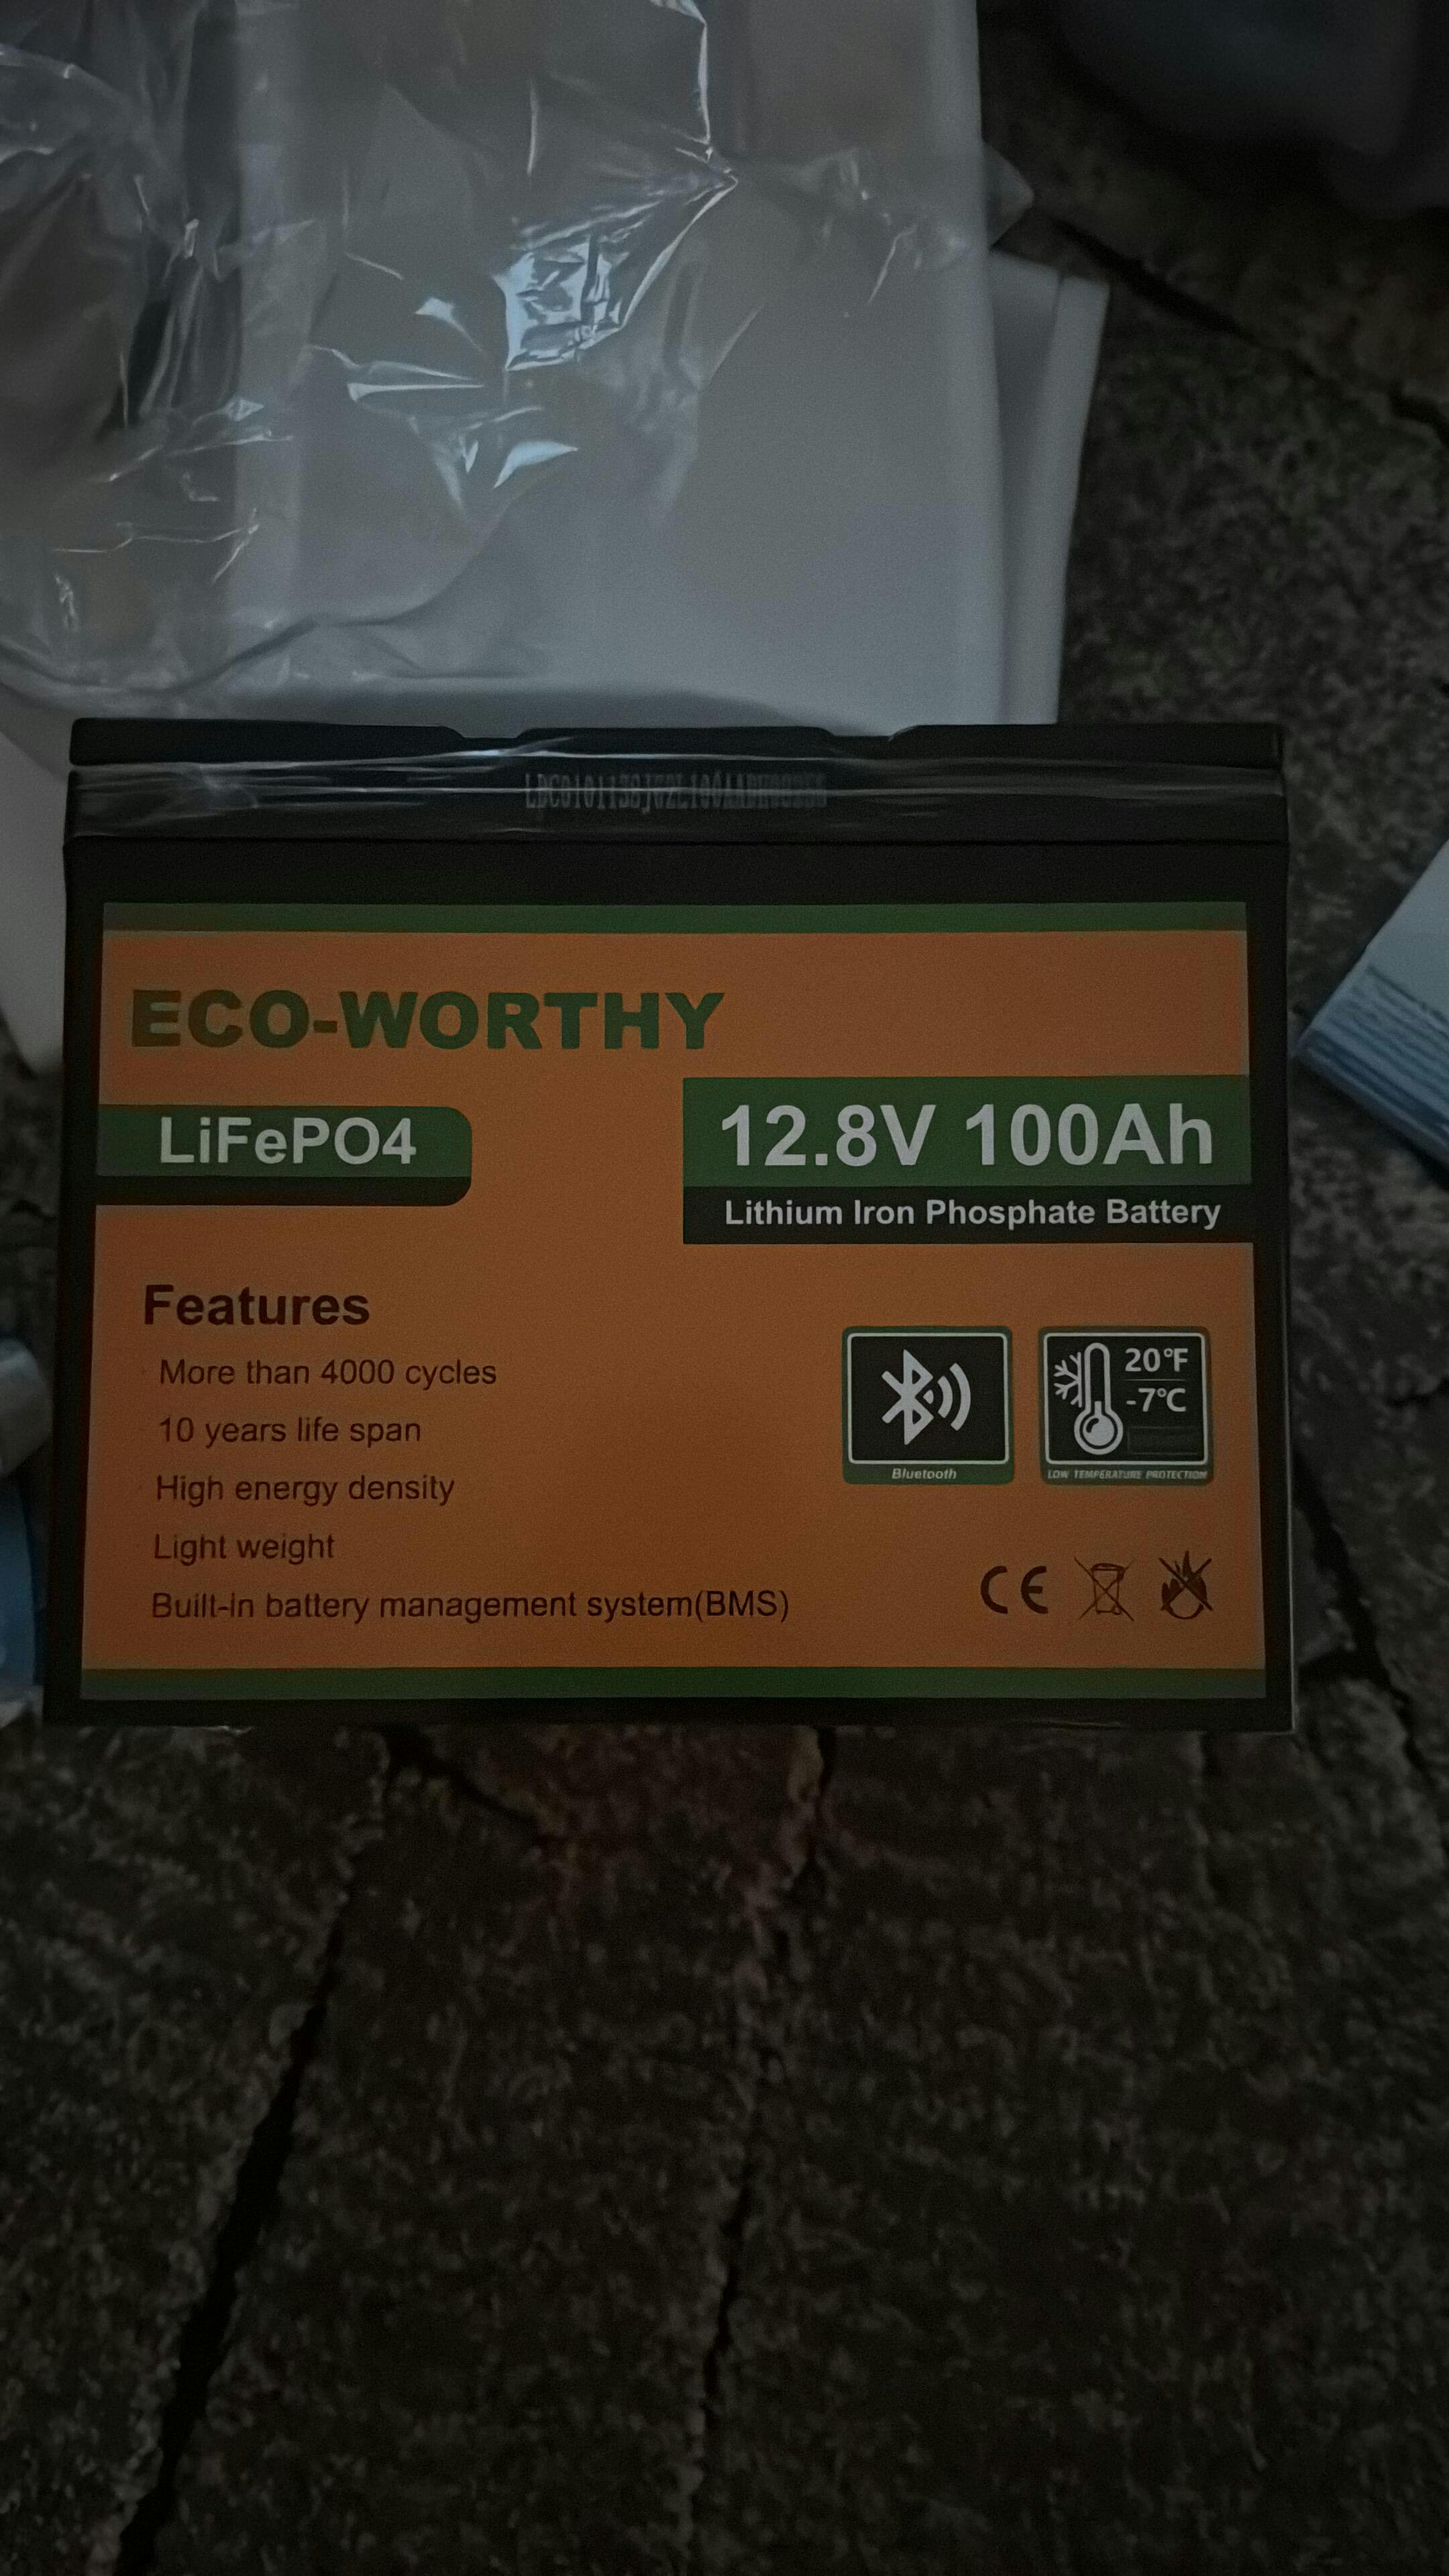 ECO-WORTHY
LiFePO4
12.8V 100Ah
Lithium Iron Phosphate Battery
Features
More than 4000 cycles
10 years life span
High energy density
Light weight
Built-in battery management system(BMS)
Bluetooth
20°F
-7°C
LOW TEMPERATURE PROTECTION
CE